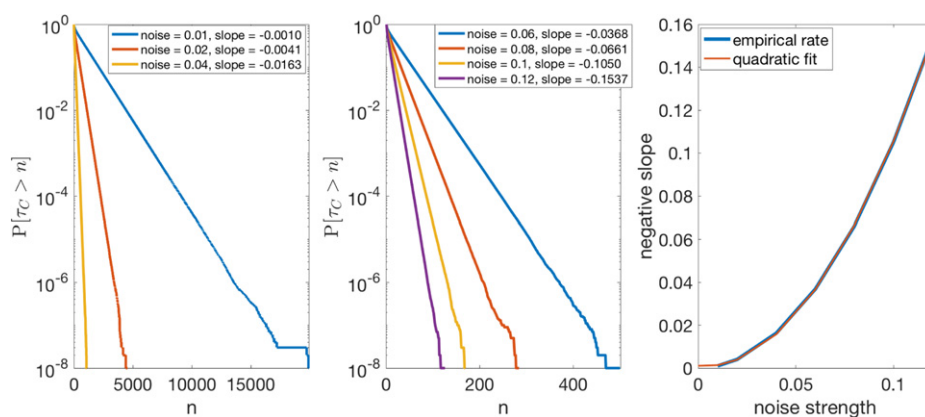 noise = 0.01, slope = -0.0010
noise = 0.02, slope = -0.0041
noise = 0.04, slope = -0.0163
10^0
10^-2
10^-4
10^-6
10^-8
P[τ_C > n]
0
5000
10000
15000
n
noise = 0.06, slope = -0.0368
noise = 0.08, slope = -0.0661
noise = 0.1, slope = -0.1050
noise = 0.12, slope = -0.1537
10^0
10^-2
10^-4
10^-6
10^-8
P[τ_C > n]
0
200
400
n
empirical rate
quadratic fit
0.16
0.14
0.12
0.1
0.08
0.06
0.04
0.02
0
negative slope
0
0.05
0.1
noise strength